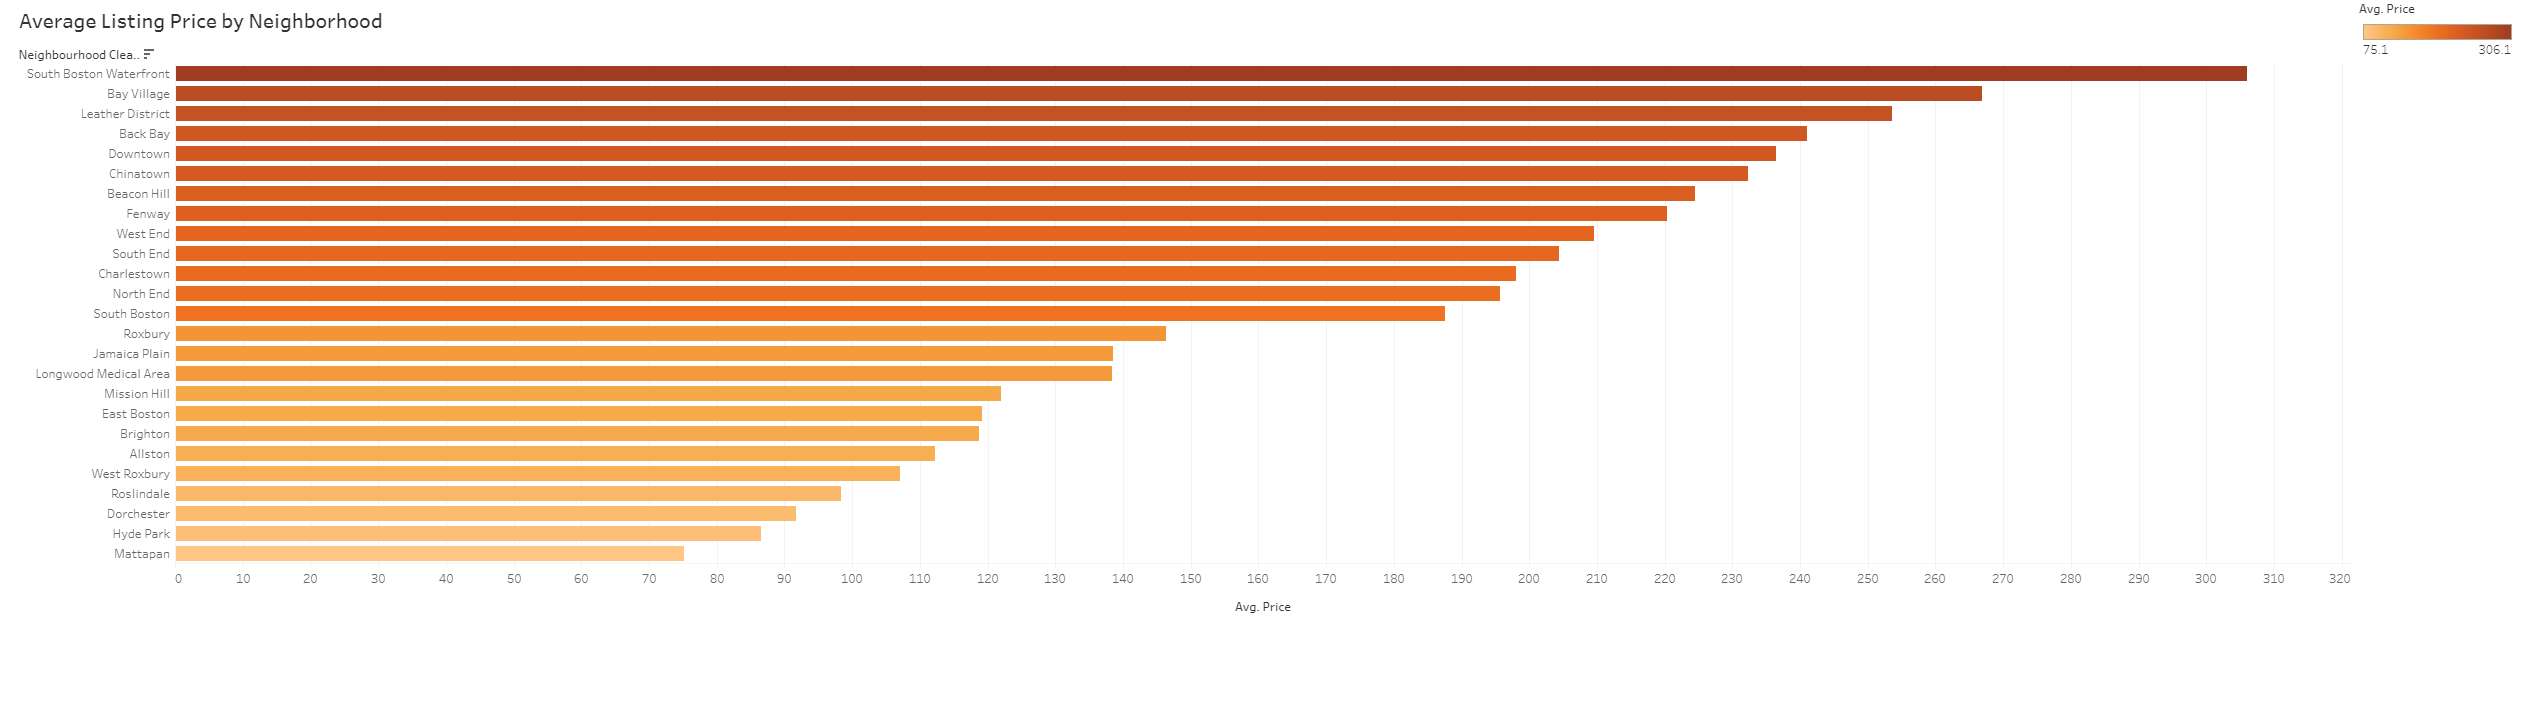 Average Listing Price by Neighborhood
Avg. Price
75.1 306.1
Neighbourhood Clea..
South Boston Waterfront
Bay Village
Leather District
Back Bay
Downtown
Chinatown
Beacon Hill
Fenway
West End
South End
Charlestown
North End
South Boston
Roxbury
Jamaica Plain
Longwood Medical Area
Mission Hill
East Boston
Brighton
Allston
West Roxbury
Roslindale
Dorchester
Hyde Park
Mattapan
0 10 20 30 40 50 60 70 80 90 100 110 120 130 140 150 160 170 180 190 200 210 220 230 240 250 260 270 280 290 300 310 320
Avg. Price